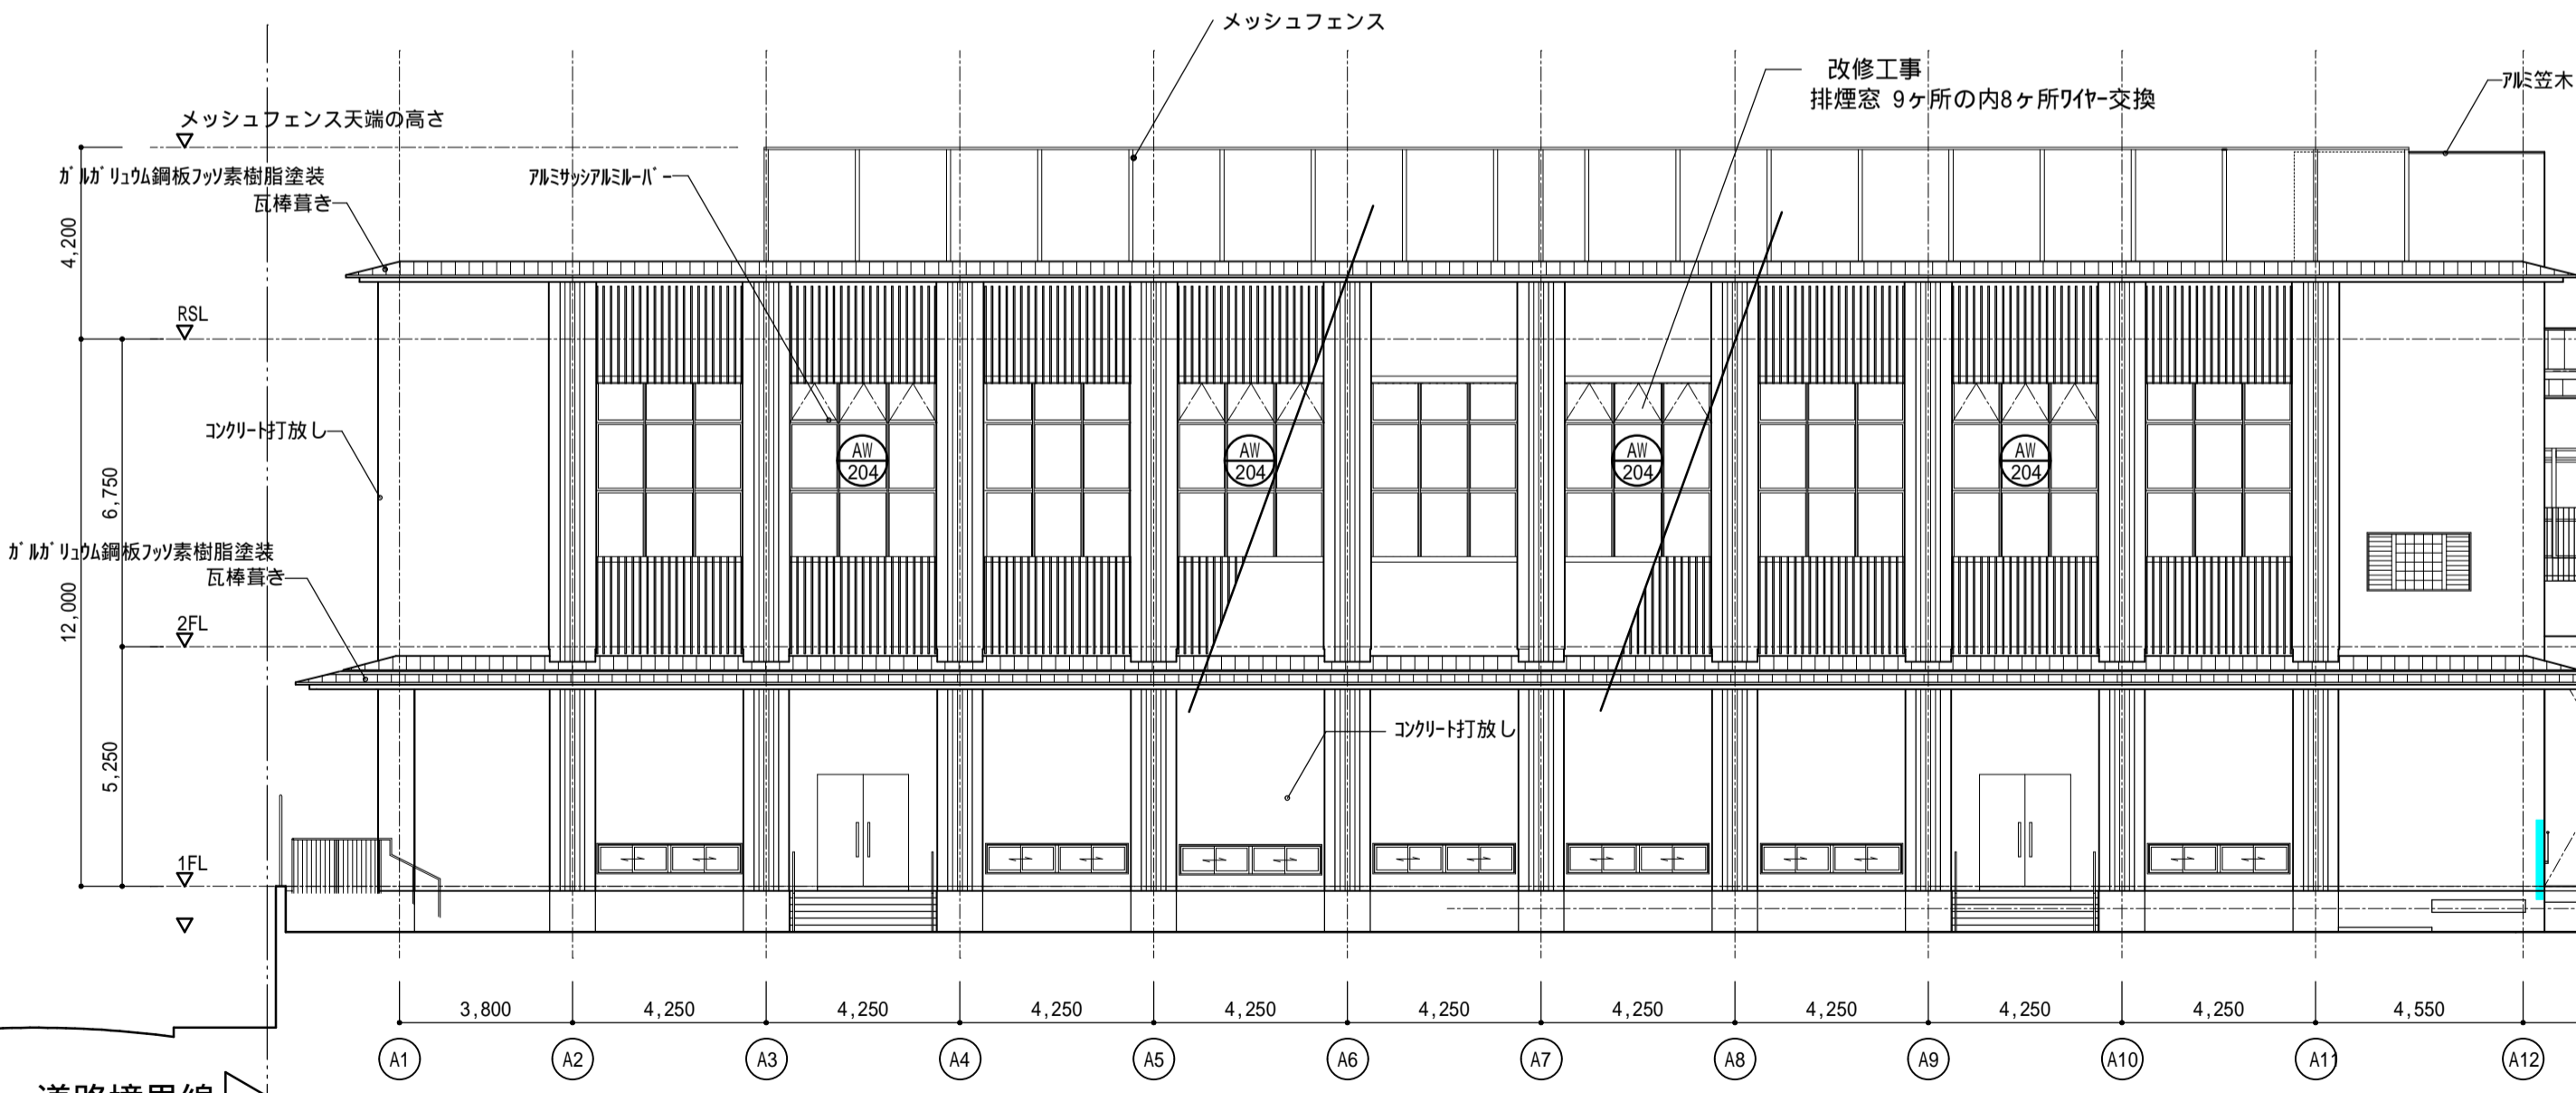 メッシュフェンス
改修工事
排煙窓 9ヶ所の内8ヶ所ﾜｲﾔｰ交換
ｱﾙﾐ笠木
メッシュフェンス天端の高さ
ｶﾞﾙｶﾞﾘｭｳﾑ鋼板ﾌｯｿ素樹脂塗装
瓦棒葺き
ｱﾙﾐｻｯｼｱﾙﾐﾙｰﾊﾞｰ
4,200
RSL
ｺﾝｸﾘｰﾄ打放し
AW
204
AW
204
AW
204
AW
204
6,750
ｶﾞﾙｶﾞﾘｭｳﾑ鋼板ﾌｯｿ素樹脂塗装
瓦棒葺き
12,000
2FL
ｺﾝｸﾘｰﾄ打放し
5,250
1FL
3,800 4,250 4,250 4,250 4,250 4,250 4,250 4,250 4,250 4,250 4,550
A1 A2 A3 A4 A5 A6 A7 A8 A9 A10 A11 A12
道路境界線